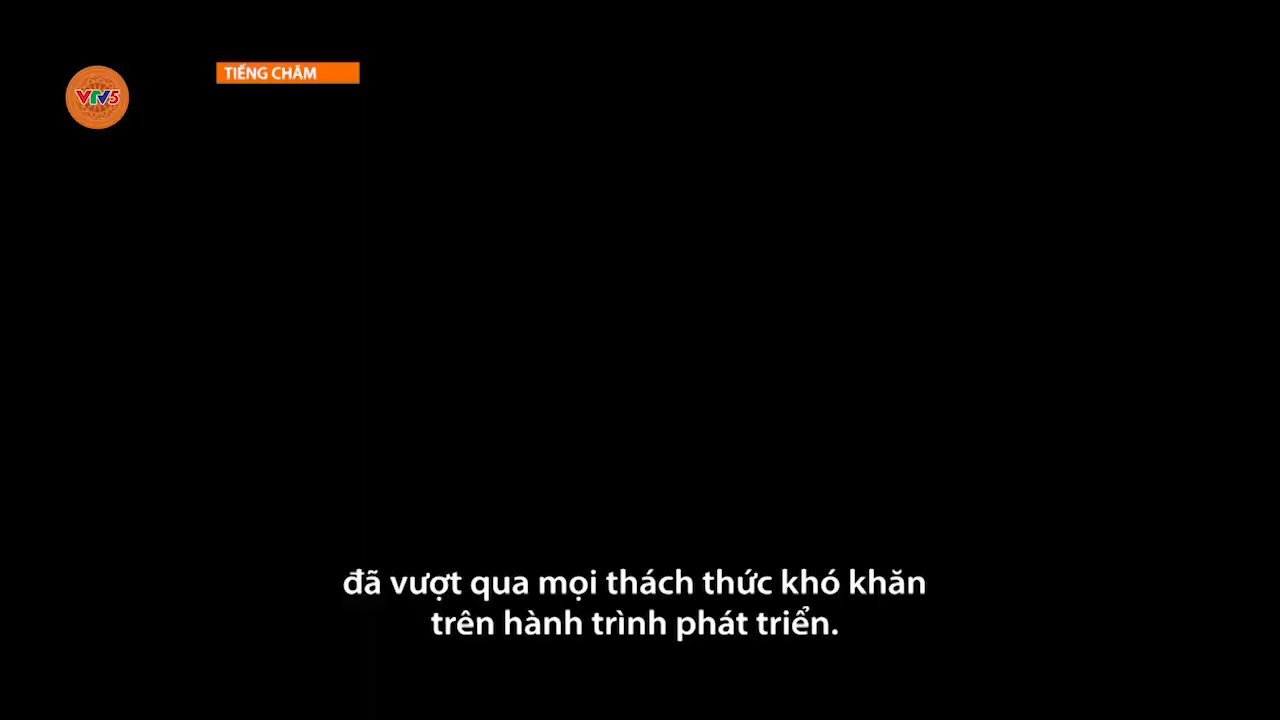 VTV5
TIẾNG CHĂM
đã vượt qua mọi thách thức khó khăn
trên hành trình phát triển.